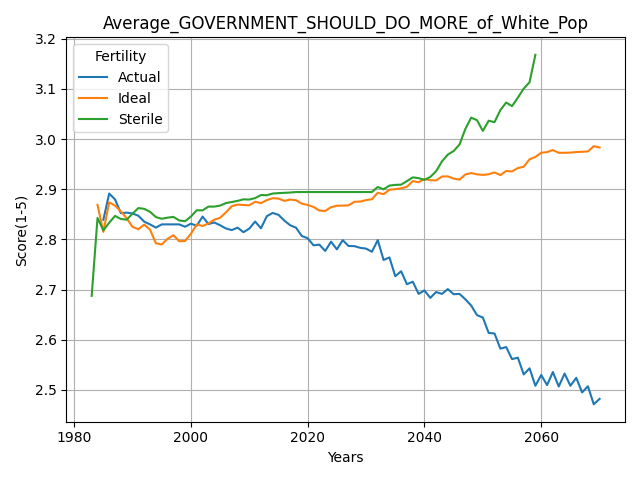 Average_GOVERNMENT_SHOULD_DO_MORE_of_White_Pop
3.2
3.1
3.0
2.9
2.8
2.7
2.6
2.5
Score(1-5)
Fertility
Actual
Ideal
Sterile
1980 2000 2020 2040 2060
Years